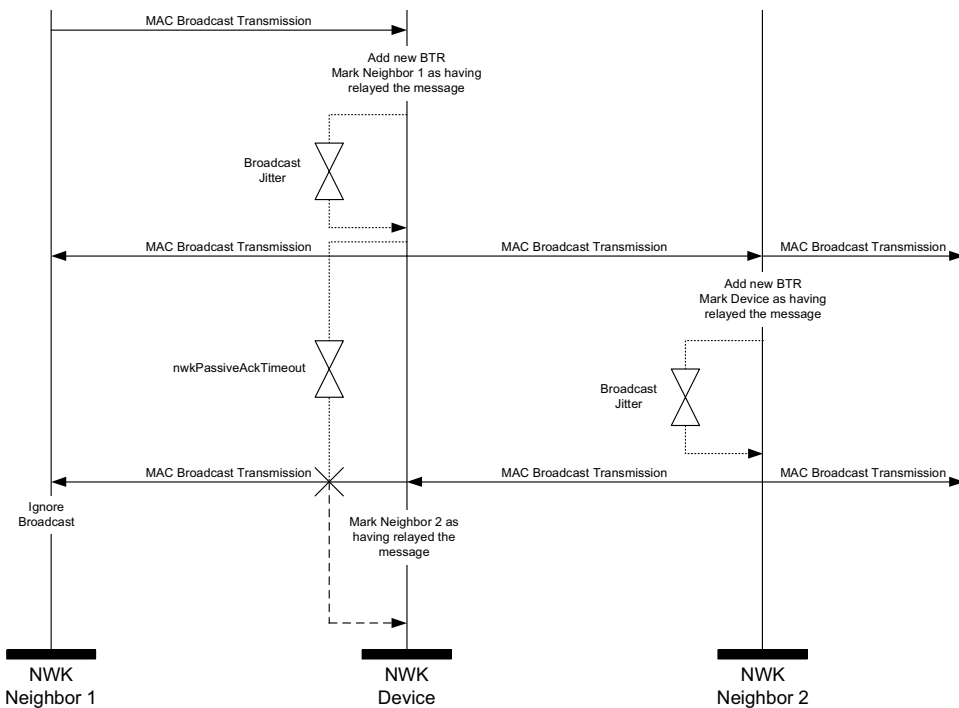 MAC Broadcast Transmission
Add new BTR
Mark Neighbor 1 as having
relayed the message
Broadcast
Jitter
MAC Broadcast Transmission
MAC Broadcast Transmission
MAC Broadcast Transmission
Add new BTR
Mark Device as having
relayed the message
nwkPassiveAckTimeout
Broadcast
Jitter
MAC Broadcast Transmission
MAC Broadcast Transmission
MAC Broadcast Transmission
Ignore
Broadcast
Mark Neighbor 2 as
having relayed the
message
NWK
Neighbor 1
NWK
Device
NWK
Neighbor 2